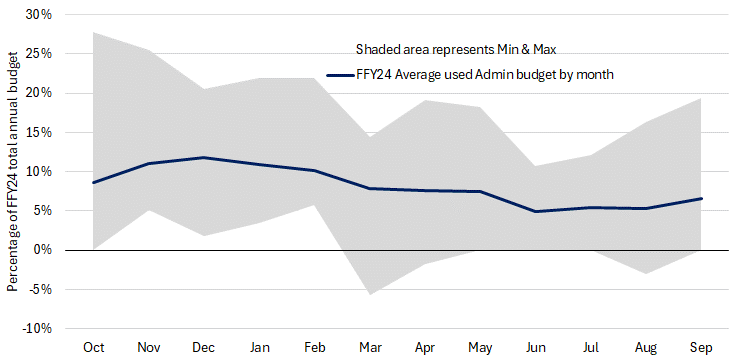 30%
25%
20%
15%
10%
5%
0%
-5%
-10%
Percentage of FFY24 total annual budget
Shaded area represents Min & Max
FFY24 Average used Admin budget by month
Oct Nov Dec Jan Feb Mar Apr May Jun Jul Aug Sep